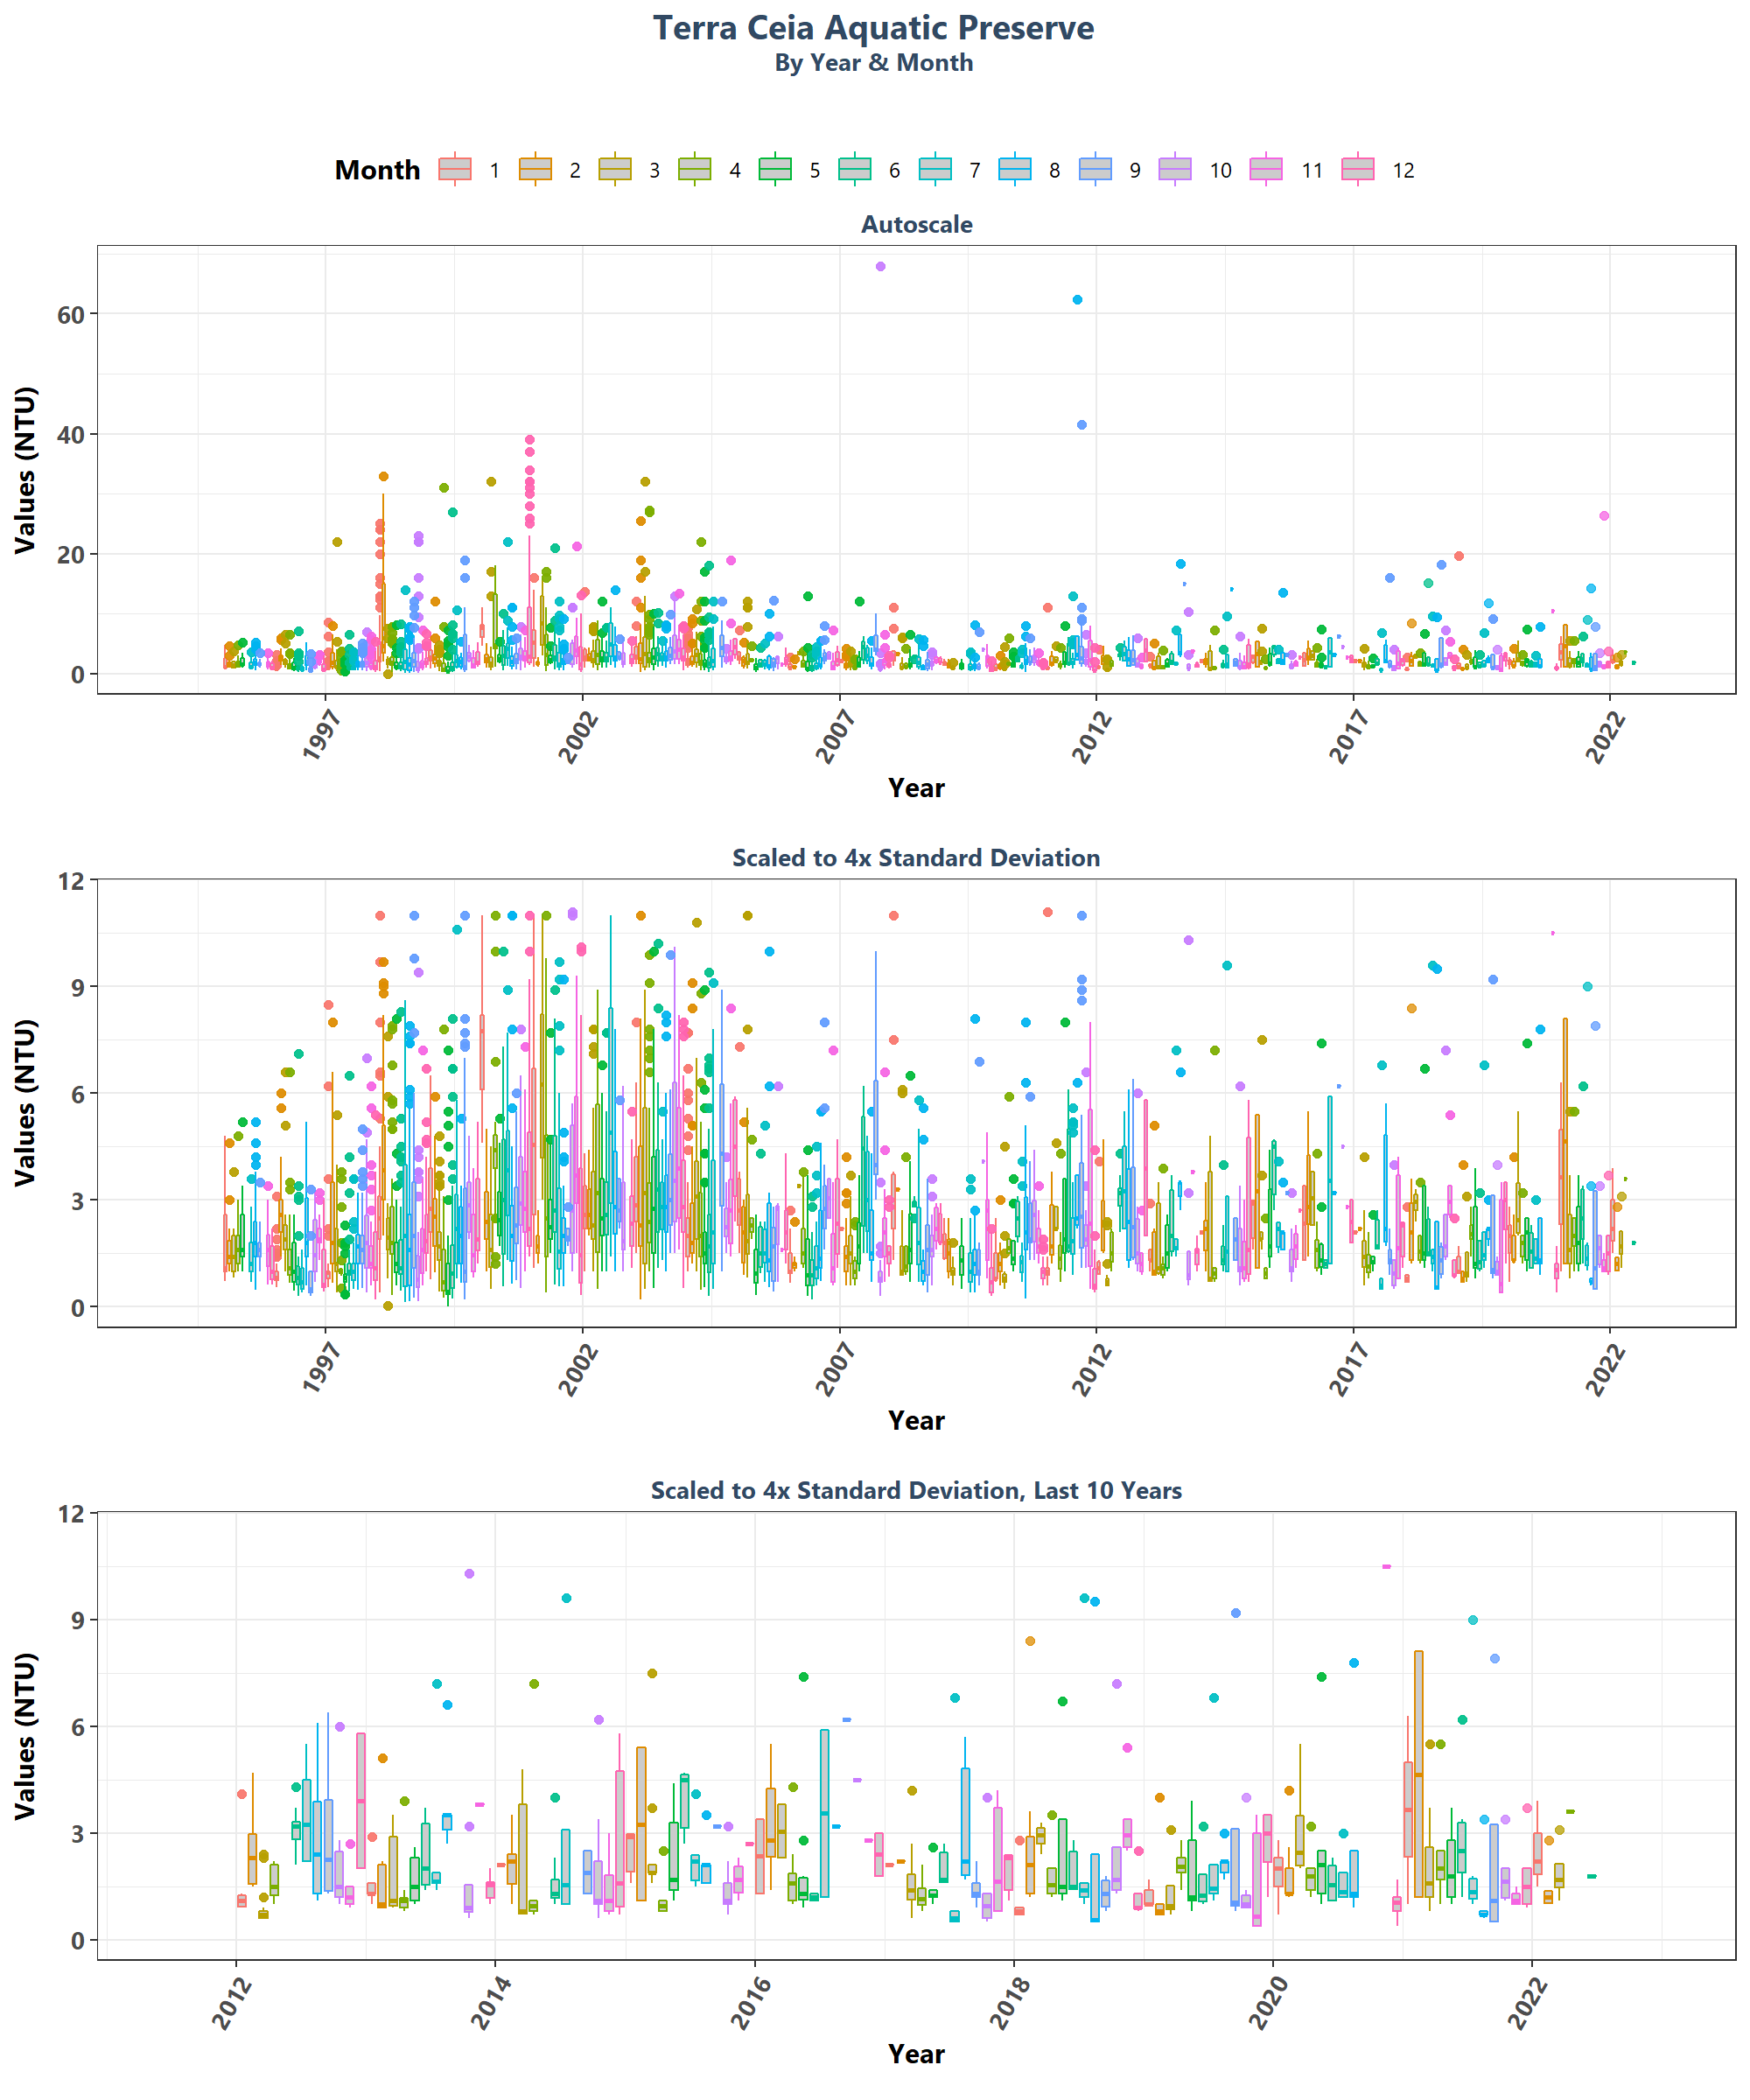 Terra Ceia Aquatic Preserve
By Year & Month
Month 1 2 3 4 5 6 7 8 9 10 11 12
Autoscale
Values (NTU)
60
40
20
0
1997 2002 2007 2012 2017 2022
Year
Scaled to 4x Standard Deviation
Values (NTU)
12
9
6
3
0
1997 2002 2007 2012 2017 2022
Year
Scaled to 4x Standard Deviation, Last 10 Years
Values (NTU)
12
9
6
3
0
2012 2014 2016 2018 2020 2022
Year